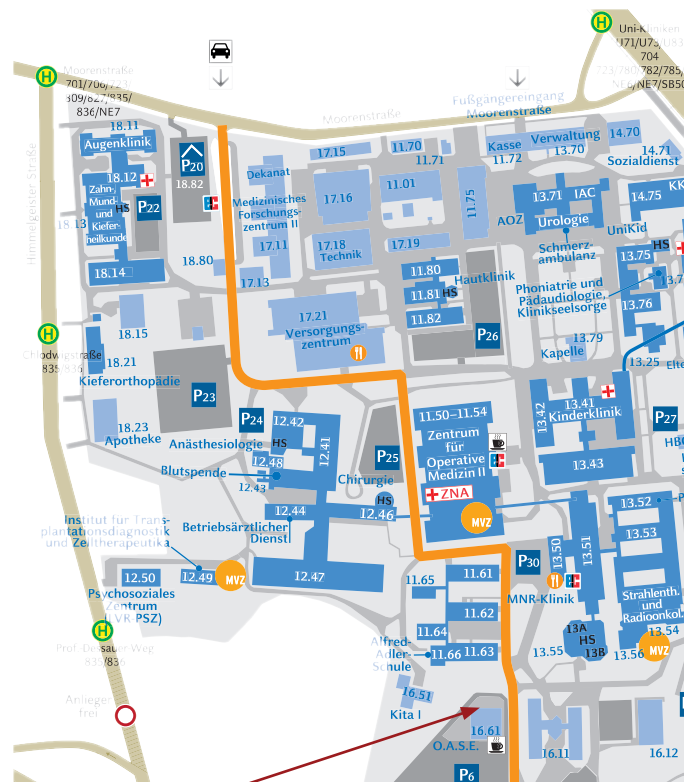 H
Moorenstraße
701/706/723
809/827/835/
836/NE7
Moorenstraße
Fußgängereingang
Moorenstraße
H
Uni-Kliniken
704
NE6/NE7/SB50
Himmelgeister Straße
18.11
Augenklinik
18.12
Zahn-,
Mund-
und
Kiefer-
heilkunde
HS
18.13
P22
18.14
P20
18.82
18.80
17.15
Dekanat
Medizinisches
Forschungs-
zentrum II
17.11
17.13
17.16
17.18
Technik
11.70
11.71
11.01
17.19
11.75
Kasse
11.72
Verwaltung
13.70
14.70
14.71
Sozialdienst
13.71
IAC
AOZ
Urologie
Schmerz-
ambulanz
14.75
KK
UniKid
HS
13.75
13.76
11.80
11.81
HS
11.82
Hautklinik
P26
Phoniatrie und
Pädaudiologie,
Klinikseelsorge
13.79
Kapelle
13.25
Elte
17.21
Versorgungs-
zentrum
18.15
H
Chlodwigstraße
835/836
18.21
Kieferorthopädie
P23
18.23
Apotheke
P24
12.42
12.41
Anästhesiologie
HS
12.48
Blutspende
12.43
P25
Chirurgie
HS
12.44
12.46
Betriebsärztlicher
Dienst
11.50–11.54
Zentrum
für
Operative
Medizin II
ZNA
MVZ
13.42
13.41
Kinderklinik
13.43
P27
HBO
13.52
13.53
13.50
13.51
P30
MNR-Klinik
Strahlenth.
und
Radioonkol.
13.54
13A
HS
13B
13.55
13.56
MVZ
Institut für Trans-
plantationsdiagnostik
und Zelltherapeutika
12.50
12.49
MVZ
12.47
Psychosoziales
Zentrum
(LVR PSZ)
H
Prof.-Dessauer-Weg
835/836
Anlieger
frei
11.61
11.65
11.62
11.64
11.66
11.63
Alfred-
Adler-
Schule
16.51
Kita I
16.61
O.A.S.E.
P6
16.11
16.12